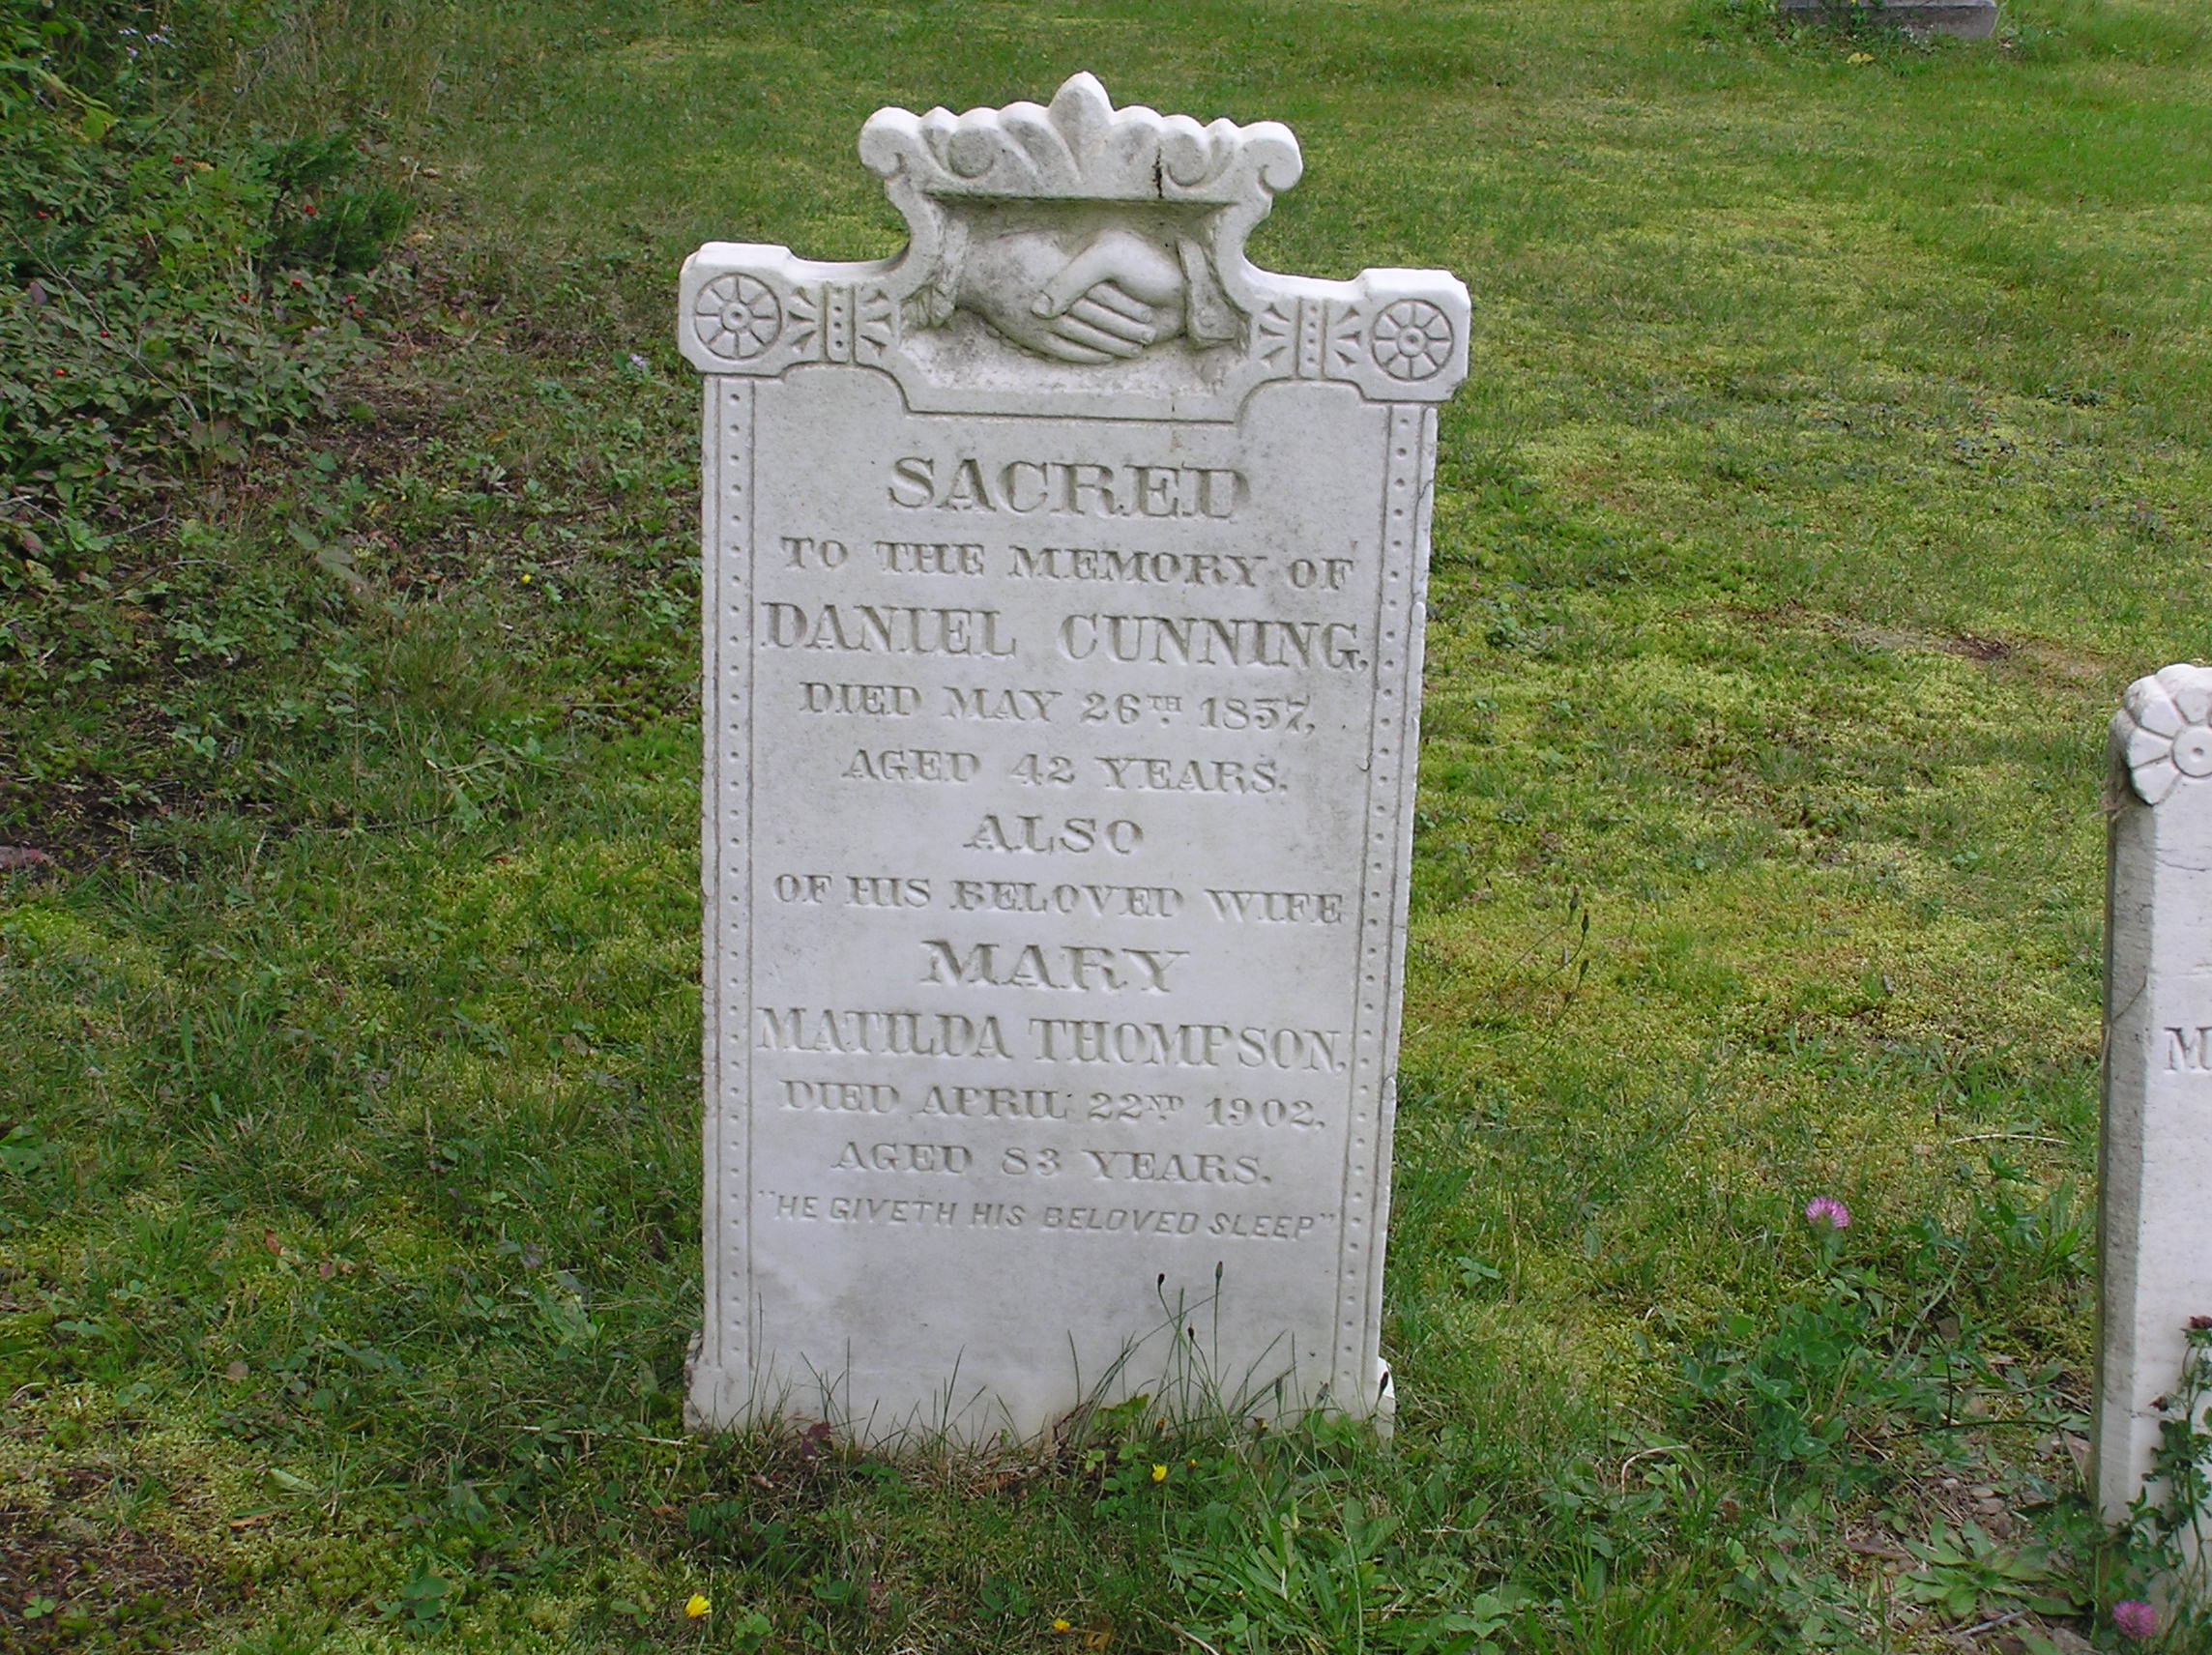 SACRED
TO THE MEMORY OF
DANIEL CUNNING,
DIED MAY 26TH 1857,
AGED 42 YEARS.
ALSO
OF HIS BELOVED WIFE
MARY
MATILDA THOMPSON,
DIED APRIL 22ND 1902,
AGED 83 YEARS.
"HE GIVETH HIS BELOVED SLEEP"